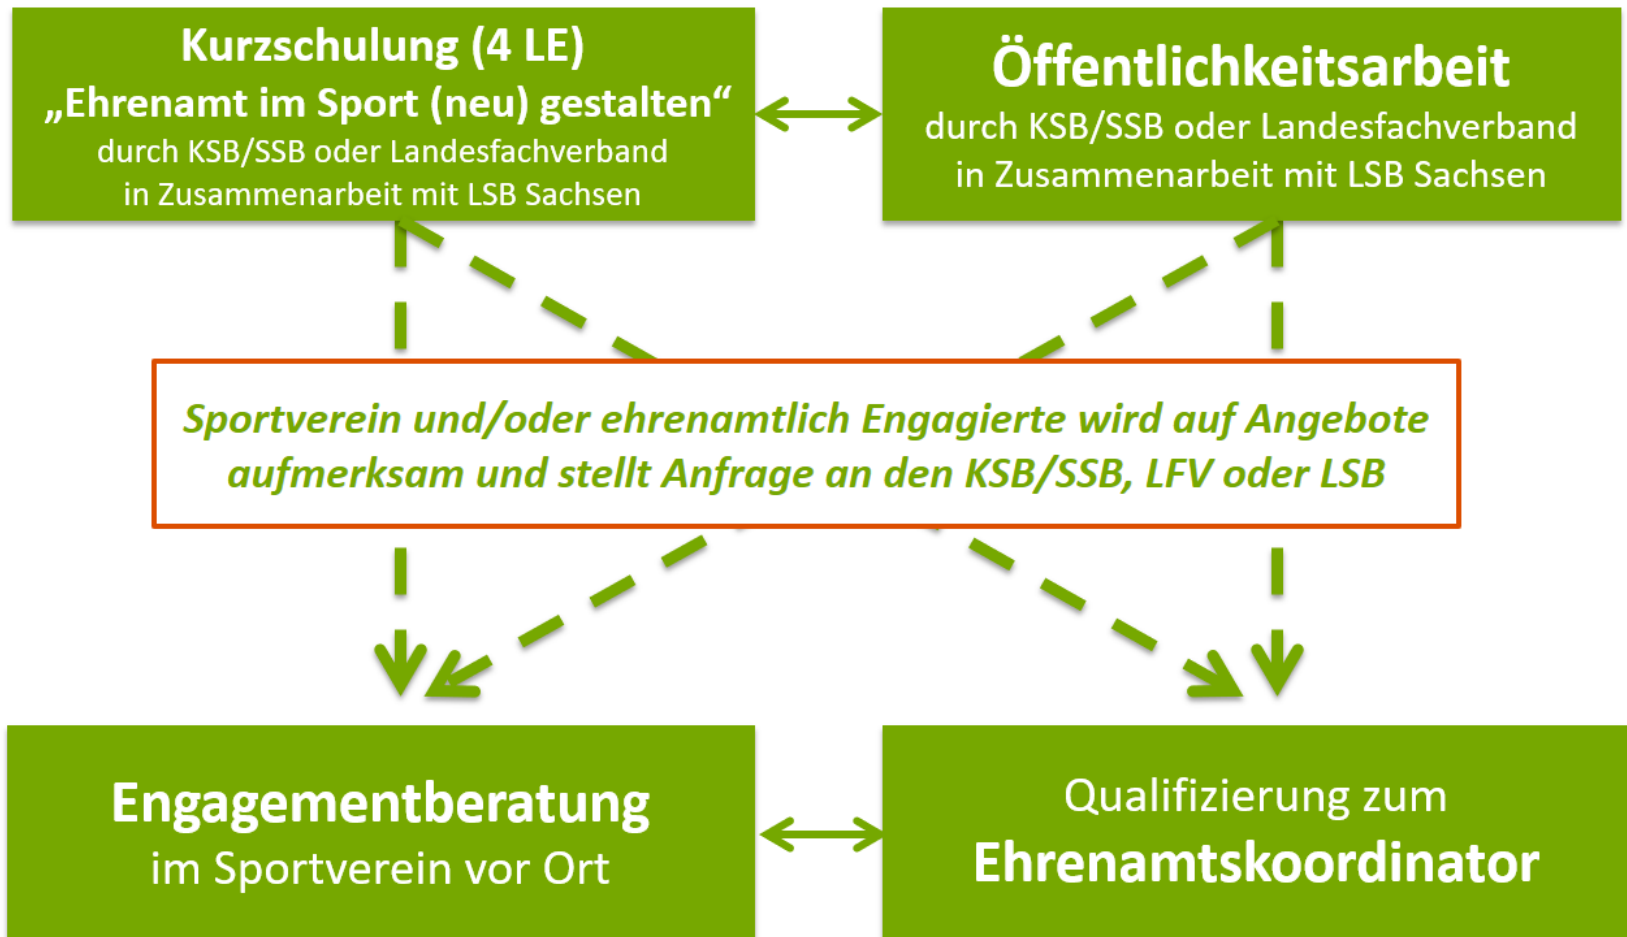 Kurzschulung (4 LE)
„Ehrenamt im Sport (neu) gestalten“
durch KSB/SSB oder Landesfachverband
in Zusammenarbeit mit LSB Sachsen
Öffentlichkeitsarbeit
durch KSB/SSB oder Landesfachverband
in Zusammenarbeit mit LSB Sachsen
Sportverein und/oder ehrenamtlich Engagierte wird auf Angebote
aufmerksam und stellt Anfrage an den KSB/SSB, LFV oder LSB
Engagementberatung
im Sportverein vor Ort
Qualifizierung zum
Ehrenamtskoordinator